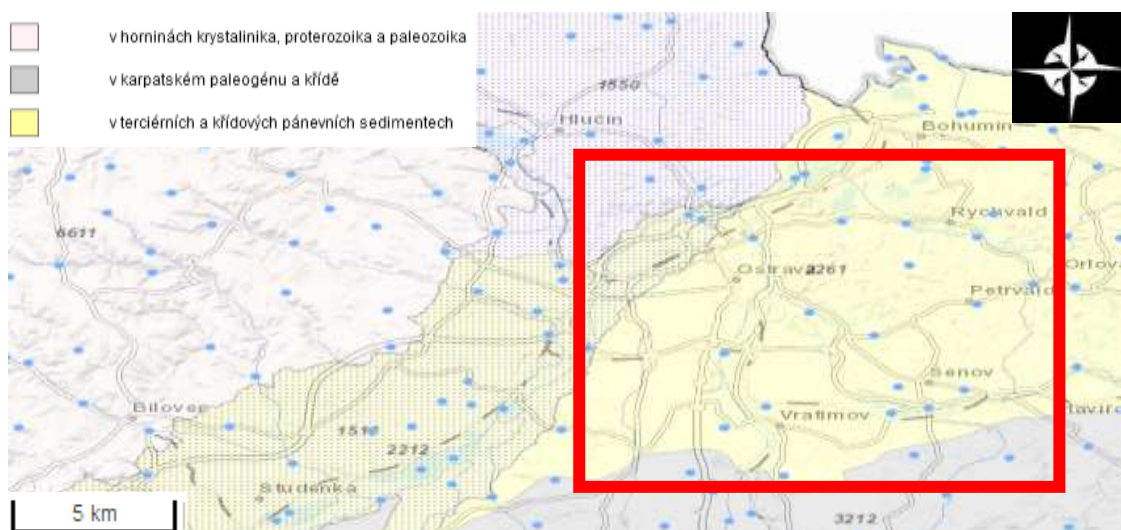 v horninách krystalinika, proterozoika a paleozoika
v karpatském paleogénu a křídě
v terciérních a křídových pánevních sedimentech
1550
Hlučín
Bohumín
Rychvald
6611
Ostrava
2261
Orlová
Petřvald
Šenov
Bílovec
Vratimov
1510
2212
Studénka
3212
5 km